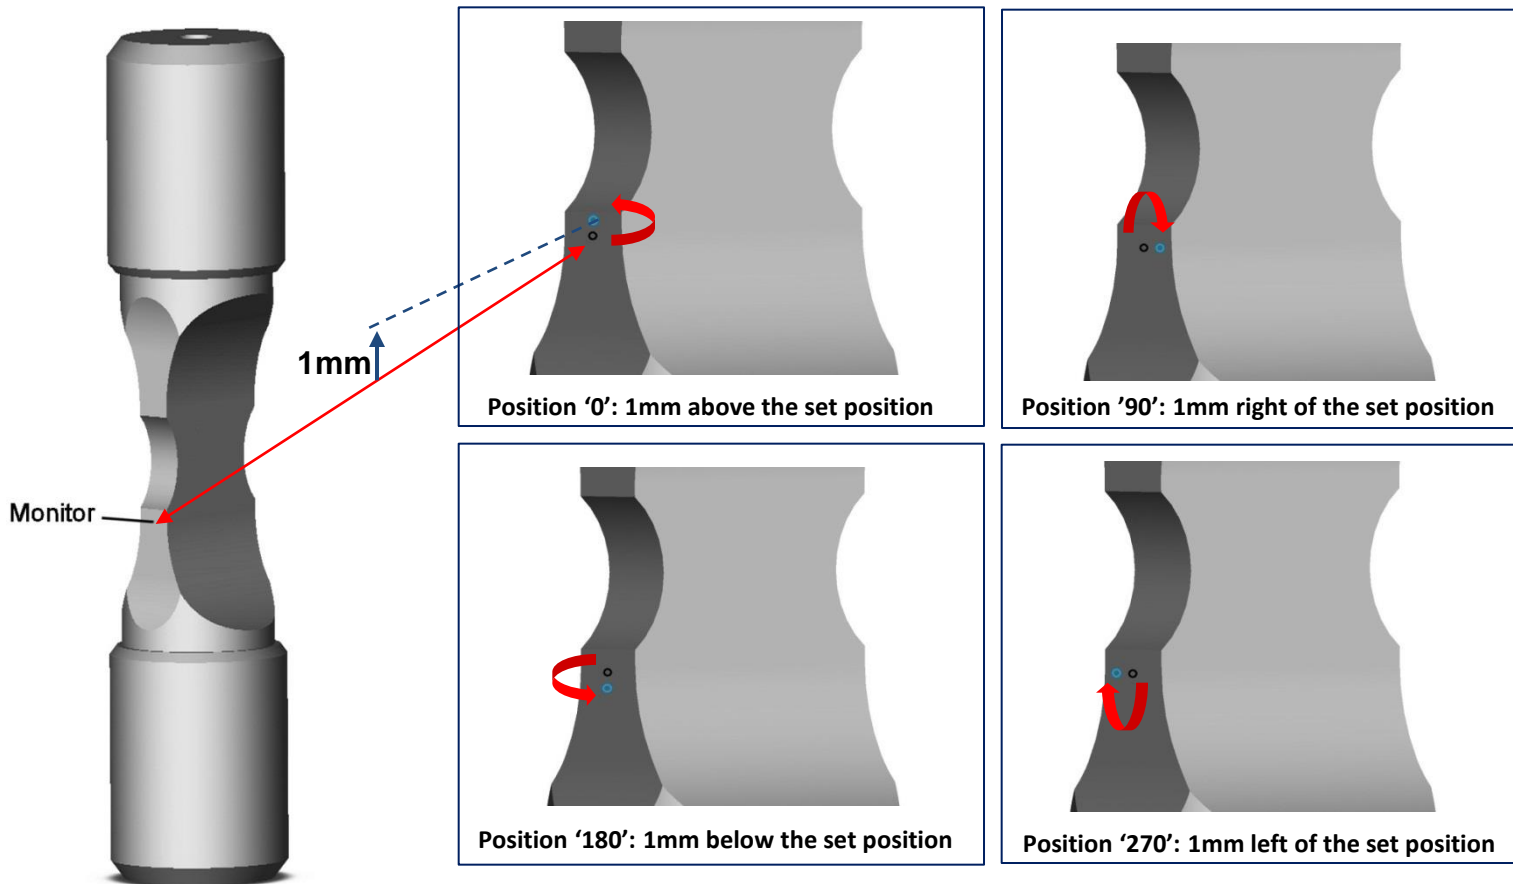 Monitor
1mm
Position ‘0’: 1mm above the set position
Position ’90’: 1mm right of the set position
Position ‘180’: 1mm below the set position
Position ‘270’: 1mm left of the set position